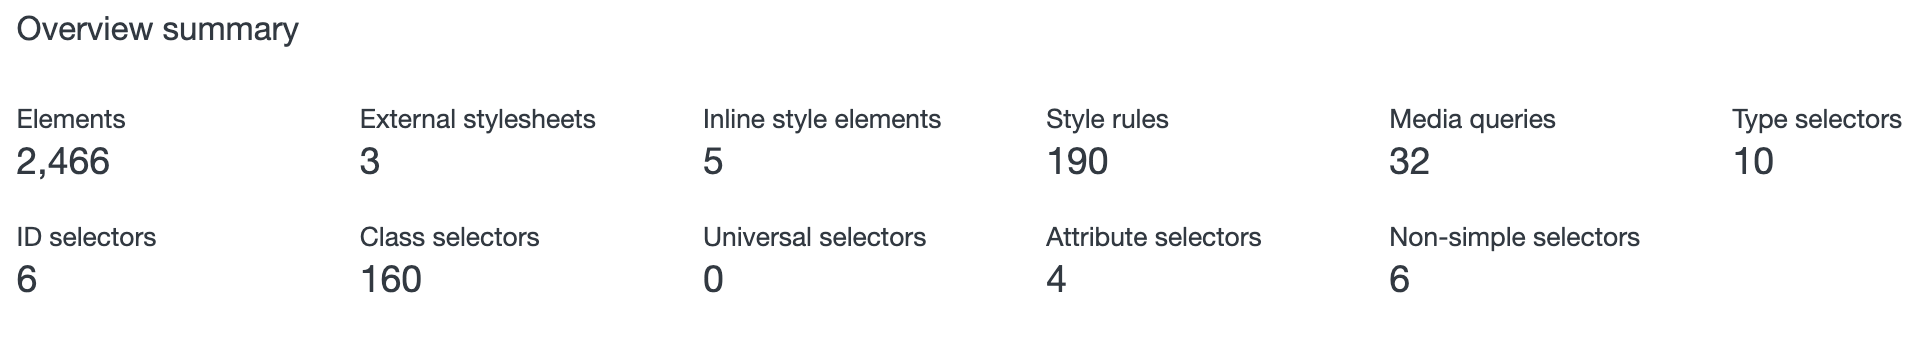 Overview summary
Elements External stylesheets Inline style elements Style rules Media queries Type selectors
2,466 3 5 190 32 10
ID selectors Class selectors Universal selectors Attribute selectors Non-simple selectors
6 160 0 4 6